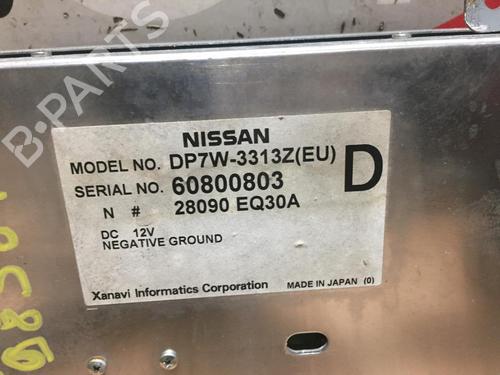 B-PARTS
NISSAN
MODEL NO. DP7W-3313Z(EU)
SERIAL NO. 60800803
D
N # 28090 EQ30A
DC 12V
NEGATIVE GROUND
Xanavi Informatics Corporation MADE IN JAPAN (0)